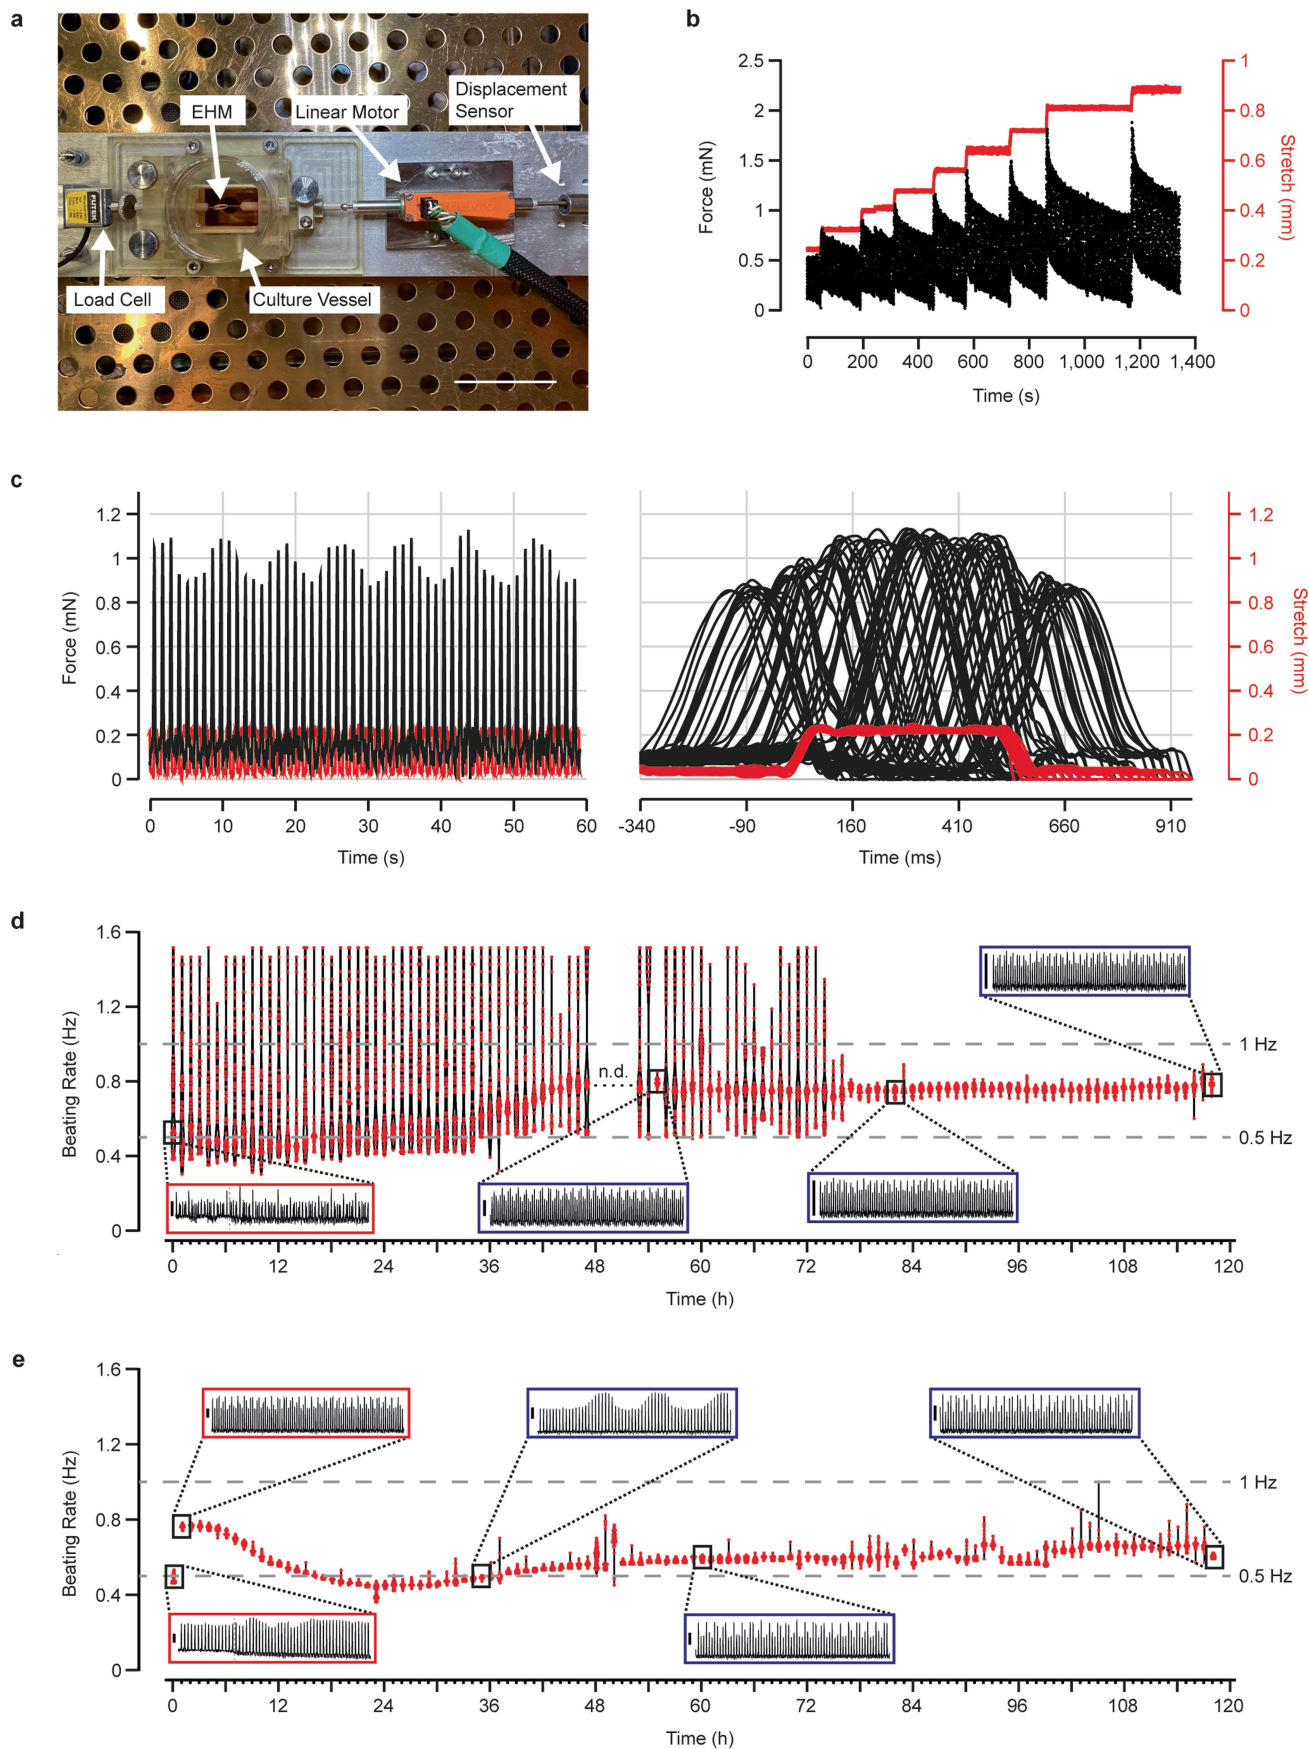 a
EHM
Linear Motor
Displacement
Sensor
FUTEK
Load Cell
Culture Vessel
b
2.5
2
1.5
1
0.5
0
Force (mN)
1
0.8
0.6
0.4
0.2
0
Stretch (mm)
0 200 400 600 800 1,000 1,200 1,400
Time (s)
c
1.2
1
0.8
0.6
0.4
0.2
0
Force (mN)
0 10 20 30 40 50 60
Time (s)
-340 -90 160 410 660 910
Time (ms)
1.2
1
0.8
0.6
0.4
0.2
0
Stretch (mm)
d
1.6
1.2
0.8
0.4
0
Beating Rate (Hz)
n.d.
1 Hz
0.5 Hz
0 12 24 36 48 60 72 84 96 108 120
Time (h)
e
1.6
1.2
0.8
0.4
0
Beating Rate (Hz)
1 Hz
0.5 Hz
0 12 24 36 48 60 72 84 96 108 120
Time (h)